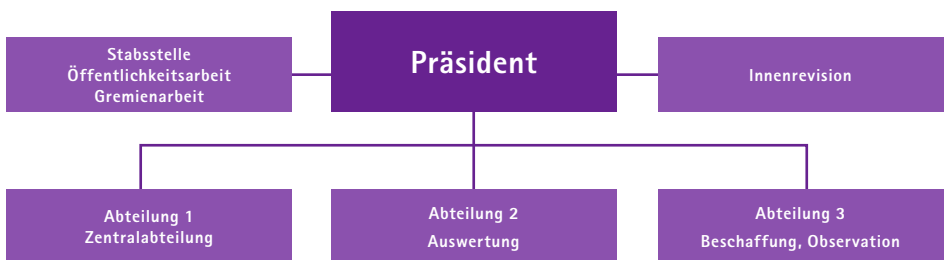 Stabsstelle
Öffentlichkeitsarbeit
Gremienarbeit
Präsident
Innenrevision
Abteilung 1
Zentralabteilung
Abteilung 2
Auswertung
Abteilung 3
Beschaffung, Observation